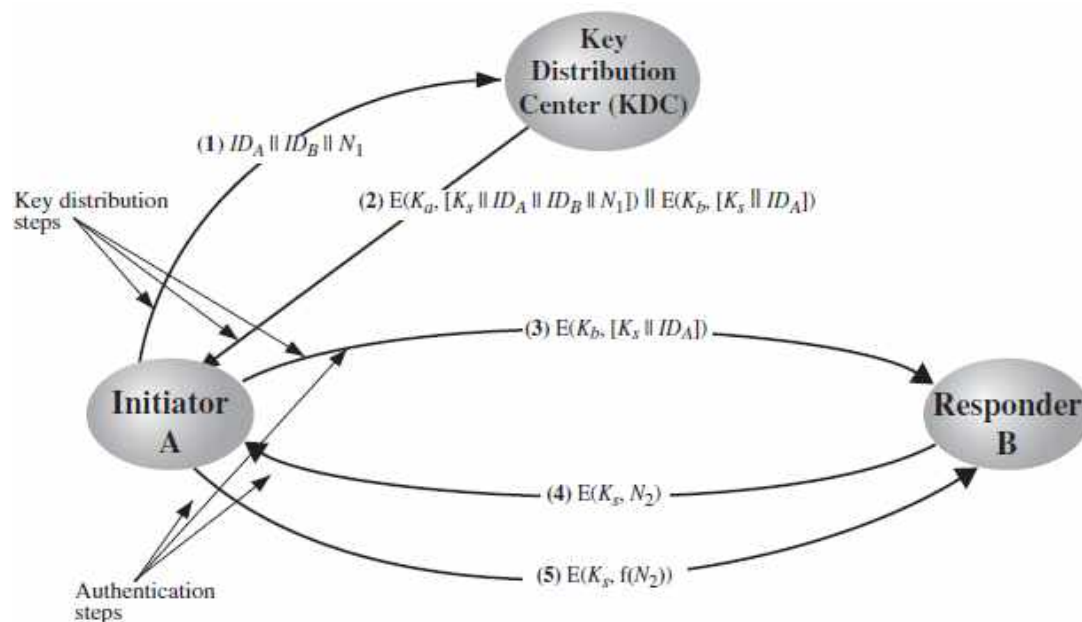 Key
Distribution
Center (KDC)
(1) ID_A || ID_B || N_1
Key distribution
steps
(2) E(K_a, [K_s || ID_A || ID_B || N_1]) || E(K_b, [K_s || ID_A])
(3) E(K_b, [K_s || ID_A])
Initiator
A
Responder
B
(4) E(K_s, N_2)
(5) E(K_s, f(N_2))
Authentication
steps